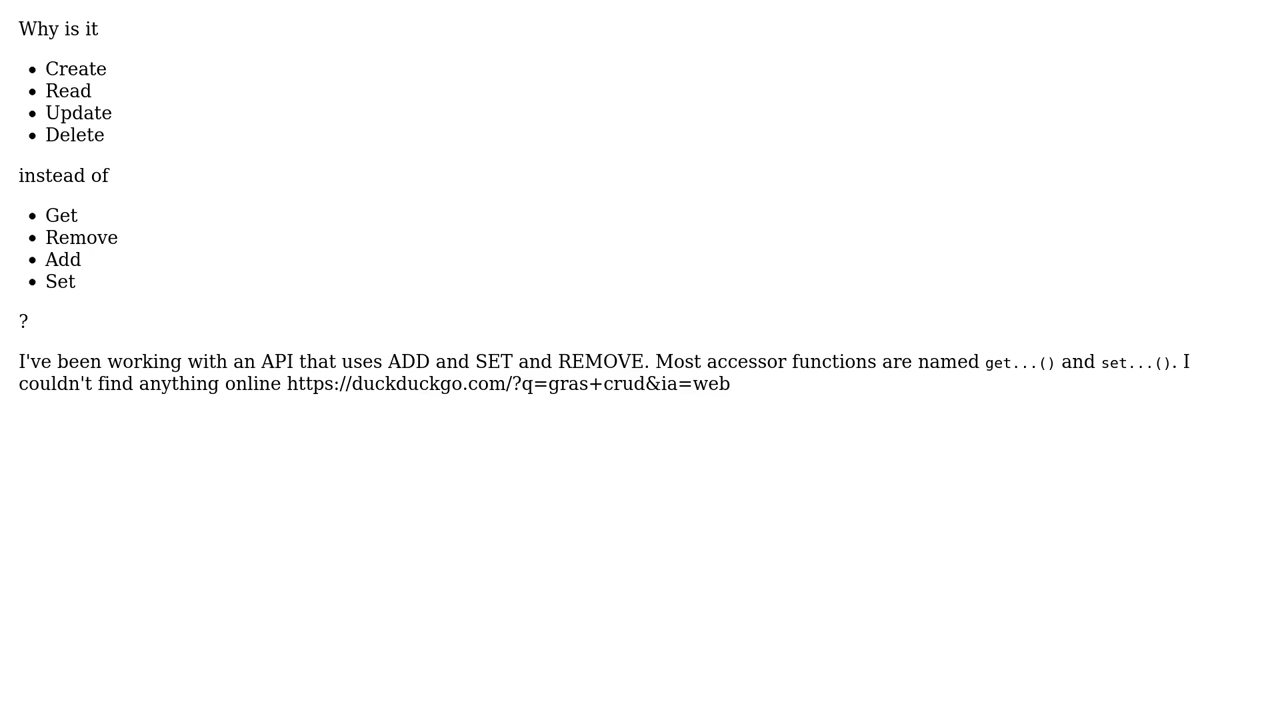 Why is it
Create
Read
Update
Delete
instead of
Get
Remove
Add
Set
?
I've been working with an API that uses ADD and SET and REMOVE. Most accessor functions are named get...() and set...(). I
couldn't find anything online https://duckduckgo.com/?q=gras+crud&ia=web